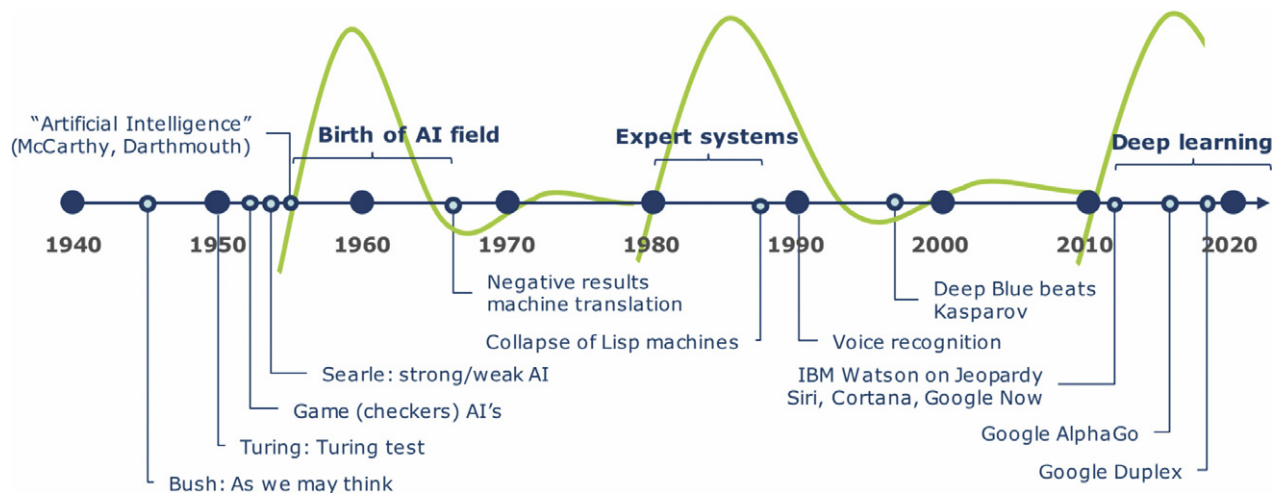 “Artificial Intelligence”
(McCarthy, Darthmouth)
Birth of AI field
Expert systems
Deep learning
1940
1950
1960
1970
1980
1990
2000
2010
2020
Negative results
machine translation
Deep Blue beats
Kasparov
Collapse of Lisp machines
Voice recognition
Searle: strong/weak AI
IBM Watson on Jeopardy
Siri, Cortana, Google Now
Game (checkers) AI’s
Turing: Turing test
Google AlphaGo
Google Duplex
Bush: As we may think